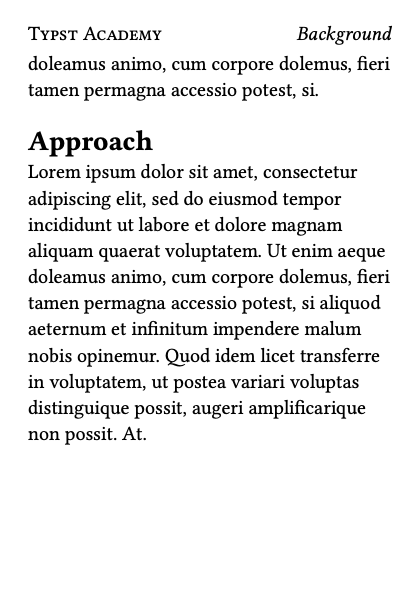 Typst Academy Background
doleamus animo, cum corpore dolemus, fieri
tamen permagna accessio potest, si.
Approach
Lorem ipsum dolor sit amet, consectetur
adipiscing elit, sed do eiusmod tempor
incididunt ut labore et dolore magnam
aliquam quaerat voluptatem. Ut enim aeque
doleamus animo, cum corpore dolemus, fieri
tamen permagna accessio potest, si aliquod
aeternum et infinitum impendere malum
nobis opinemur. Quod idem licet transferre
in voluptatem, ut postea variari voluptas
distinguique possit, augeri amplificarique
non possit. At.